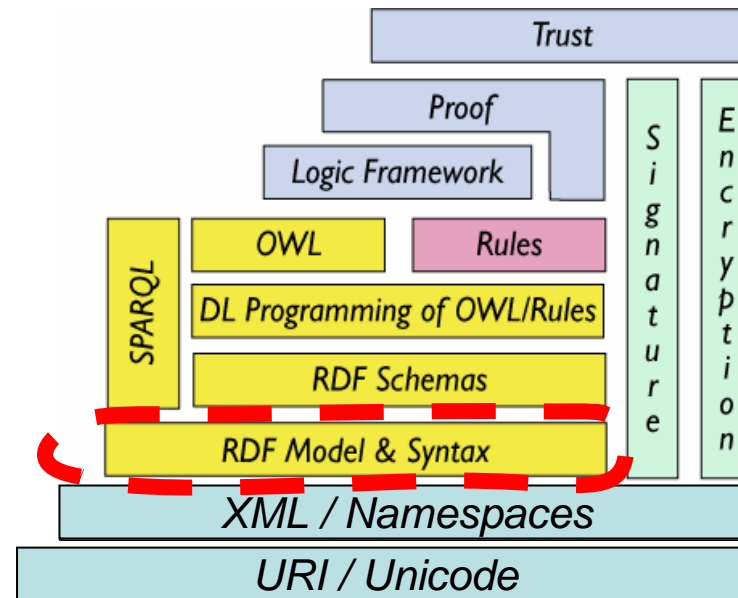 Trust
Proof
Logic Framework
Signature
Encryption
SPARQL
OWL
Rules
DL Programming of OWL/Rules
RDF Schemas
RDF Model & Syntax
XML / Namespaces
URI / Unicode